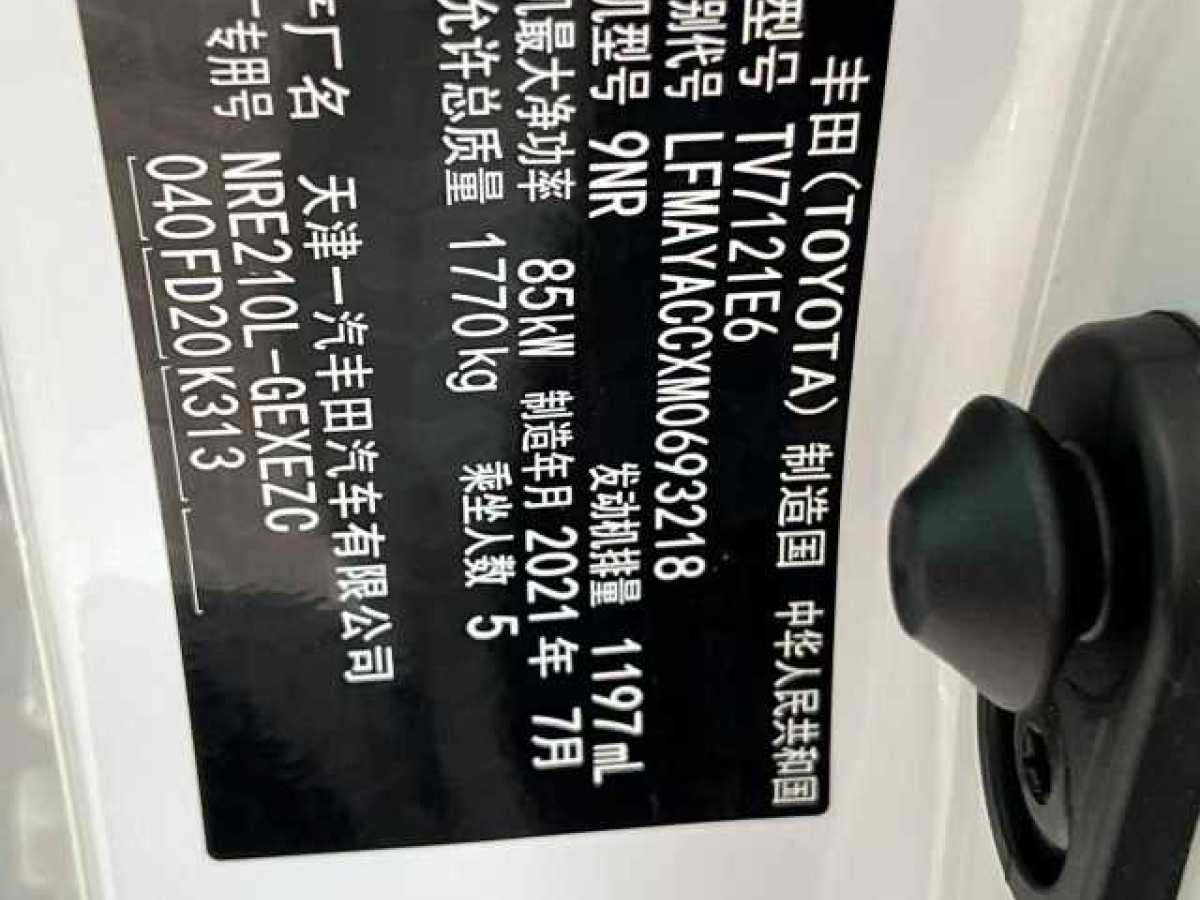 丰田(TOYOTA) 制造国 中华人民共和国
型号 TV7121E6
别代号 LFMAYACCXM0693218
机型号 9NR 发动机排量 1197mL
机最大净功率 85kW 制造年月 2021年 7月
允许总质量 1770kg 乘坐人数 5
厂名 天津一汽丰田汽车有限公司
专用号 NRE210L-GEXEZC
040FD20K313